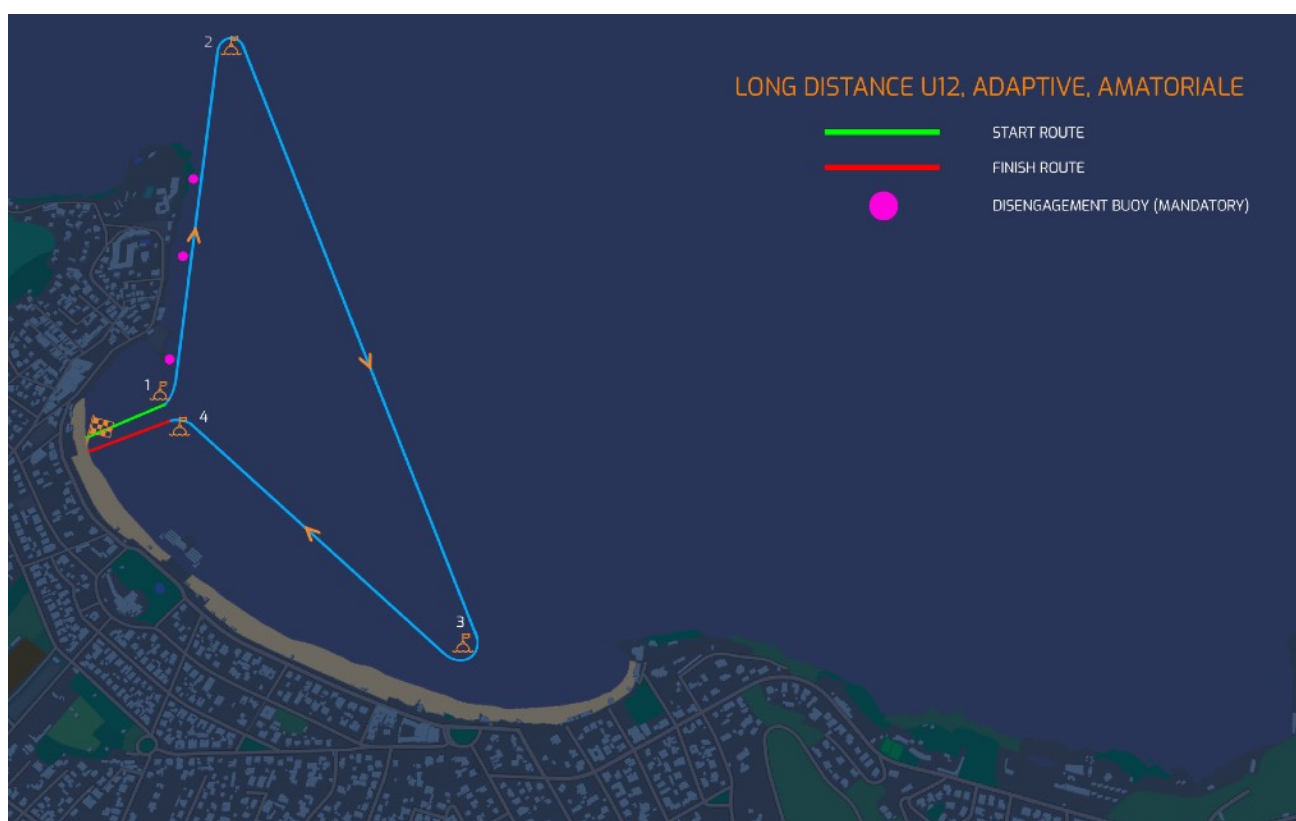 2
LONG DISTANCE U12, ADAPTIVE, AMATORIALE
START ROUTE
FINISH ROUTE
DISENGAGEMENT BUOY (MANDATORY)
1
4
3